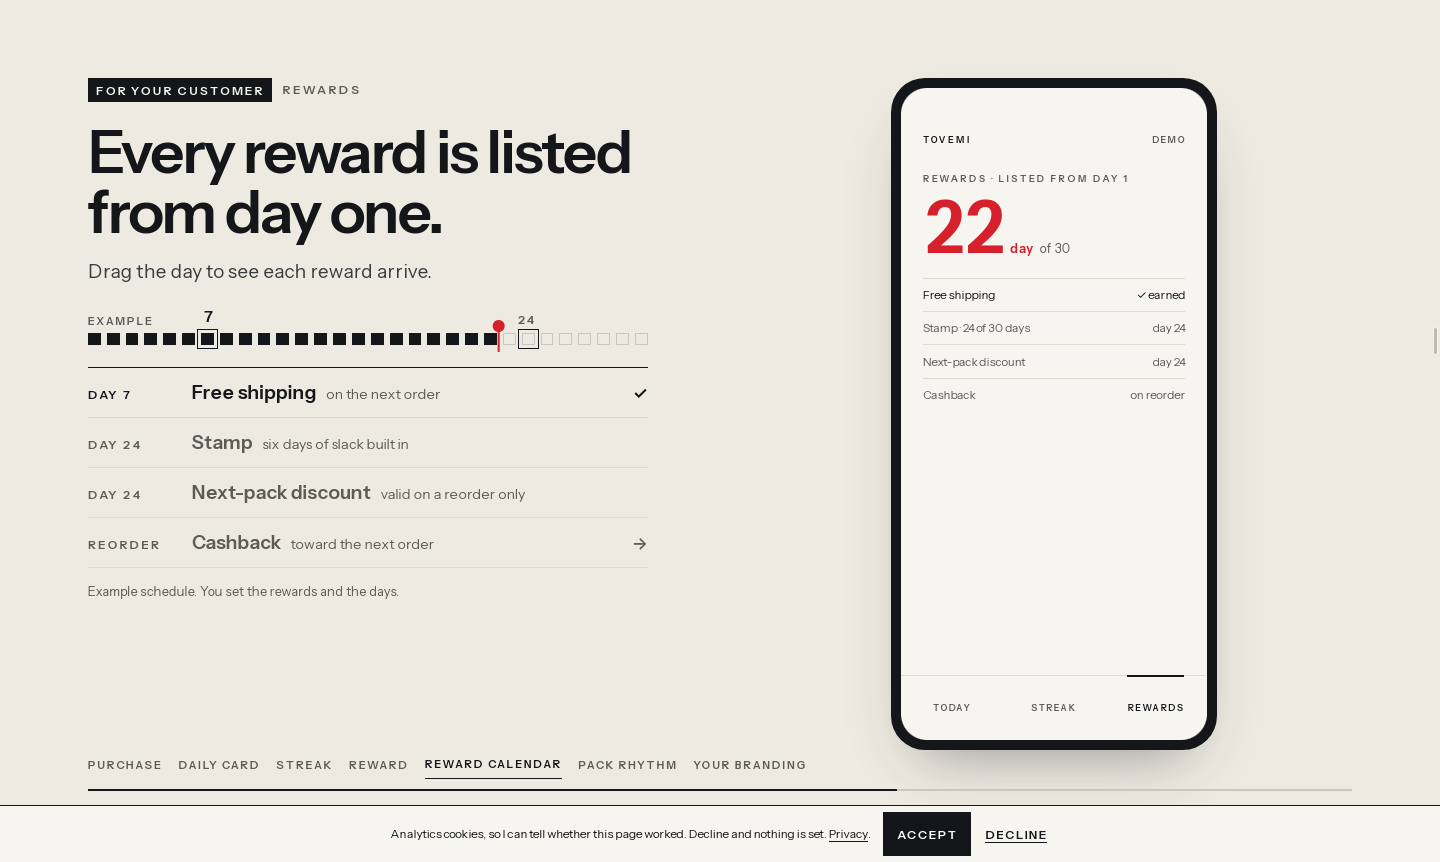 FOR YOUR CUSTOMER REWARDS
Every reward is listed
from day one.
Drag the day to see each reward arrive.
EXAMPLE 7 24
DAY 7 Free shipping on the next order ✓
DAY 24 Stamp six days of slack built in
DAY 24 Next-pack discount valid on a reorder only
REORDER Cashback toward the next order →
Example schedule. You set the rewards and the days.
TOVEMI DEMO
REWARDS · LISTED FROM DAY 1
22 day of 30
Free shipping ✓ earned
Stamp · 24 of 30 days day 24
Next-pack discount day 24
Cashback on reorder
TODAY STREAK REWARDS
PURCHASE DAILY CARD STREAK REWARD REWARD CALENDAR PACK RHYTHM YOUR BRANDING
Analytics cookies, so I can tell whether this page worked. Decline and nothing is set. Privacy. ACCEPT DECLINE